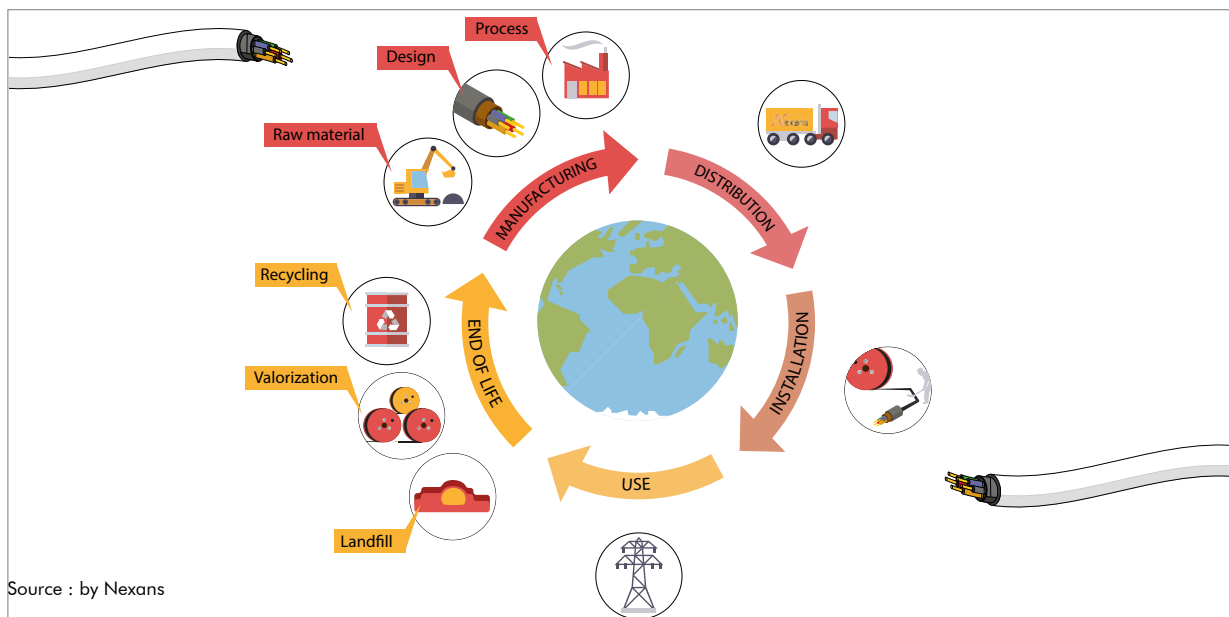 Process
Design
Raw material
Nexans
MANUFACTURING
DISTRIBUTION
Recycling
END OF LIFE
INSTALLATION
Valorization
USE
Landfill
Source : by Nexans